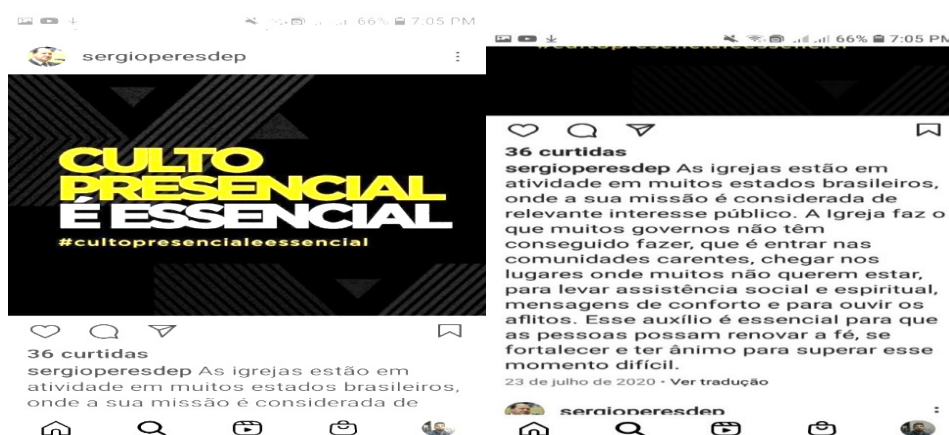 66% 7:05 PM
sergioperesdep
CULTO
PRESENCIAL
É ESSENCIAL
#cultopresencialeessencial
36 curtidas
sergioperesdep As igrejas estão em
atividade em muitos estados brasileiros,
onde a sua missão é considerada de
66% 7:05 PM
#cultopresencialeessencial
36 curtidas
sergioperesdep As igrejas estão em
atividade em muitos estados brasileiros,
onde a sua missão é considerada de
relevante interesse público. A Igreja faz o
que muitos governos não têm
conseguido fazer, que é entrar nas
comunidades carentes, chegar nos
lugares onde muitos não querem estar,
para levar assistência social e espiritual,
mensagens de conforto e para ouvir os
aflitos. Esse auxílio é essencial para que
as pessoas possam renovar a fé, se
fortalecer e ter ânimo para superar esse
momento difícil.
23 de julho de 2020 • Ver tradução
sergioperesdep